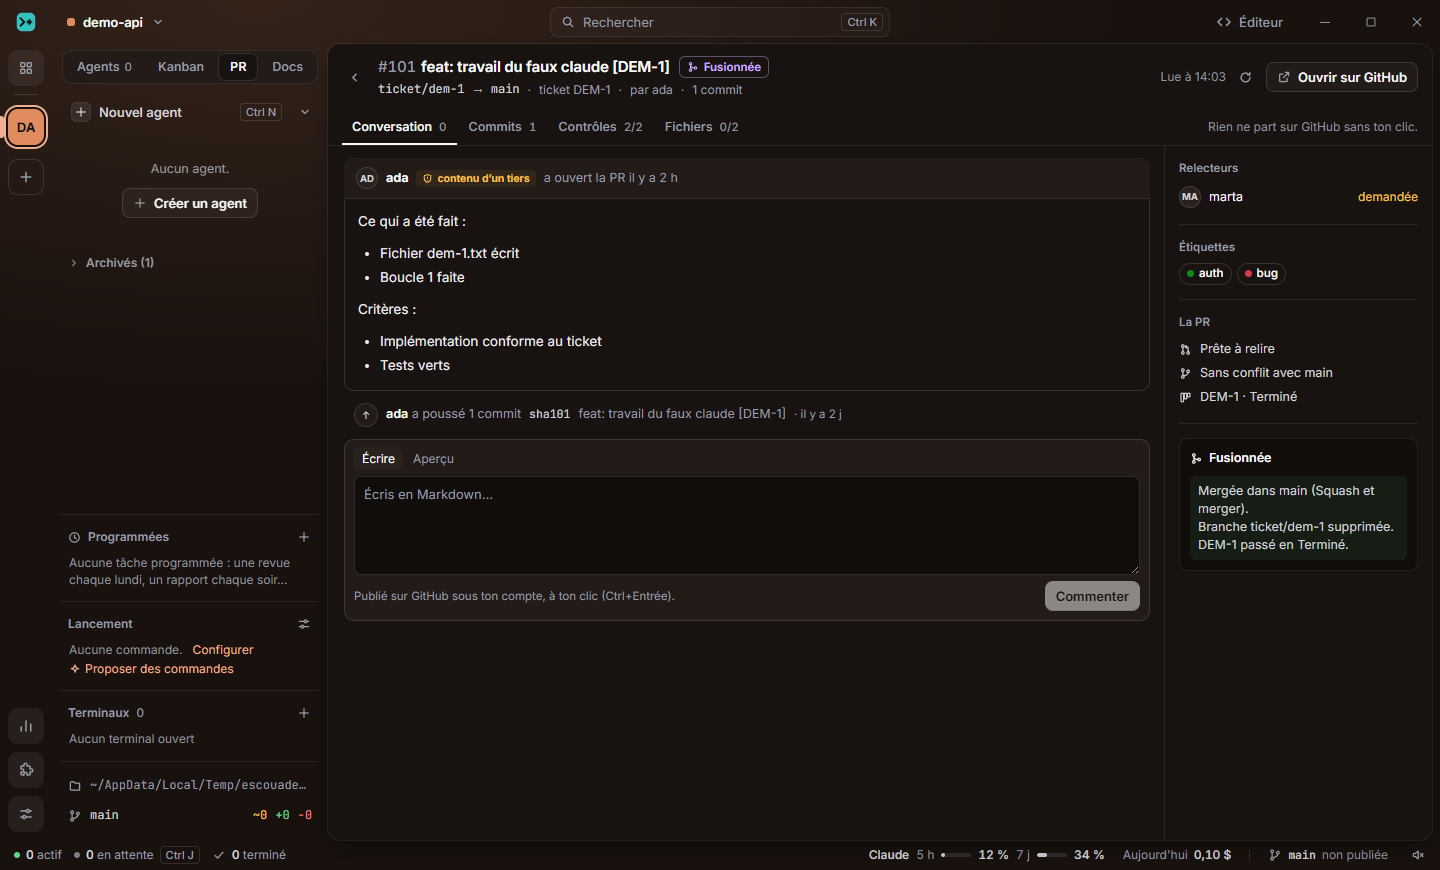 demo-api
Rechercher
Ctrl K
Éditeur
Agents 0
Kanban
PR
Docs
DA
Nouvel agent
Ctrl N
Aucun agent.
Créer un agent
Archivés (1)
Programmées
Aucune tâche programmée : une revue
chaque lundi, un rapport chaque soir...
Lancement
Aucune commande. Configurer
Proposer des commandes
Terminaux 0
Aucun terminal ouvert
~/AppData/Local/Temp/escouade…
main
~0 +0 -0
#101 feat: travail du faux claude [DEM-1]
Fusionnée
ticket/dem-1 → main · ticket DEM-1 · par ada · 1 commit
Lue à 14:03
Ouvrir sur GitHub
Conversation 0
Commits 1
Contrôles 2/2
Fichiers 0/2
Rien ne part sur GitHub sans ton clic.
AD
ada
contenu d'un tiers
a ouvert la PR il y a 2 h
Ce qui a été fait :
• Fichier dem-1.txt écrit
• Boucle 1 faite
Critères :
• Implémentation conforme au ticket
• Tests verts
ada a poussé 1 commit sha101 feat: travail du faux claude [DEM-1] · il y a 2 j
Écrire
Aperçu
Écris en Markdown…
Publié sur GitHub sous ton compte, à ton clic (Ctrl+Entrée).
Commenter
Relecteurs
MA
marta
demandée
Étiquettes
auth
bug
La PR
Prête à relire
Sans conflit avec main
DEM-1 · Terminé
Fusionnée
Mergée dans main (Squash et
merger).
Branche ticket/dem-1 supprimée.
DEM-1 passé en Terminé.
0 actif
0 en attente
Ctrl J
0 terminé
Claude 5 h 12 % 7 j 34 %
Aujourd'hui 0,10 $
main non publiée